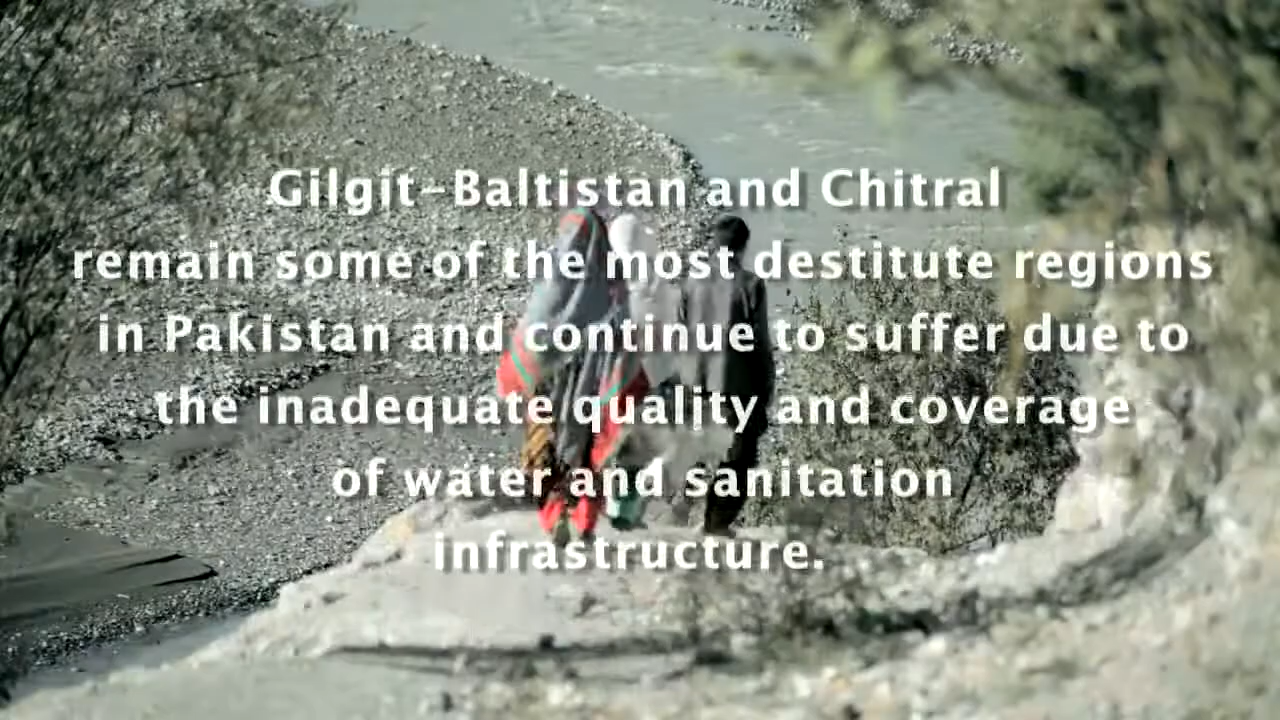 Gilgit-Baltistan and Chitral
remain some of the most destitute regions
in Pakistan and continue to suffer due to
the inadequate quality and coverage
of water and sanitation
infrastructure.